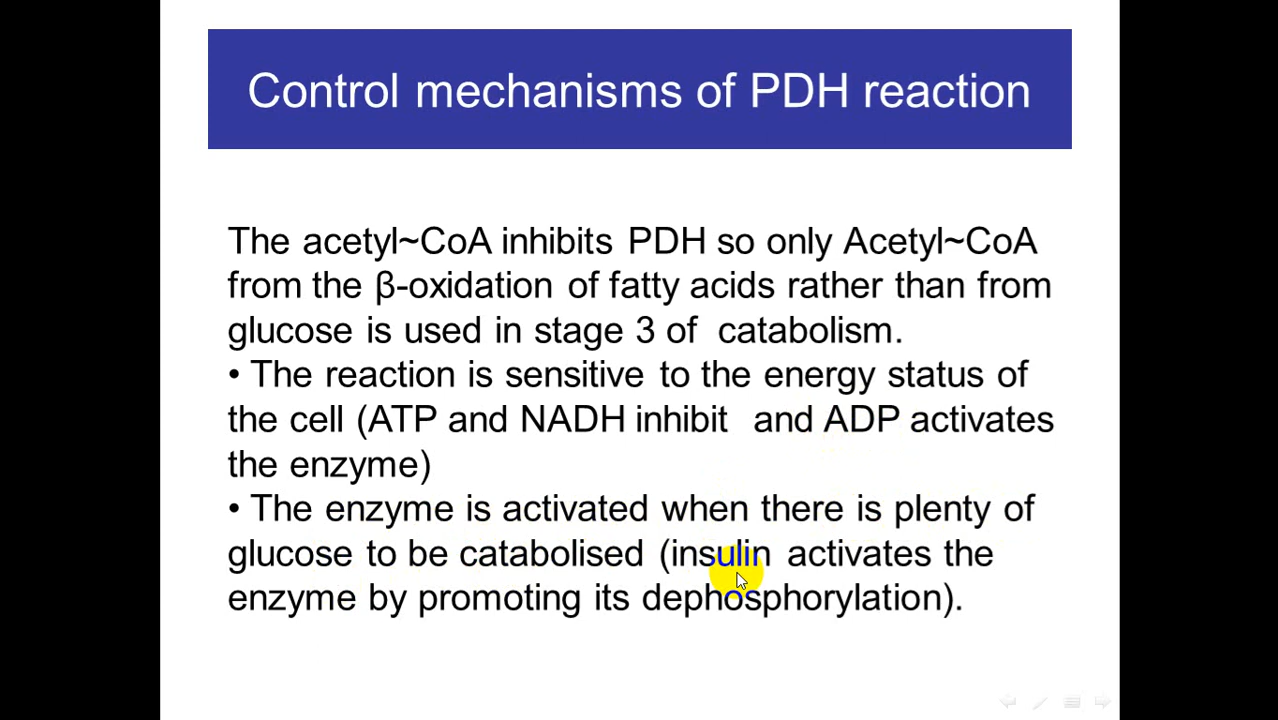 Control mechanisms of PDH reaction
The acetyl~CoA inhibits PDH so only Acetyl~CoA
from the β-oxidation of fatty acids rather than from
glucose is used in stage 3 of catabolism.
• The reaction is sensitive to the energy status of
the cell (ATP and NADH inhibit and ADP activates
the enzyme)
• The enzyme is activated when there is plenty of
glucose to be catabolised (insulin activates the
enzyme by promoting its dephosphorylation).